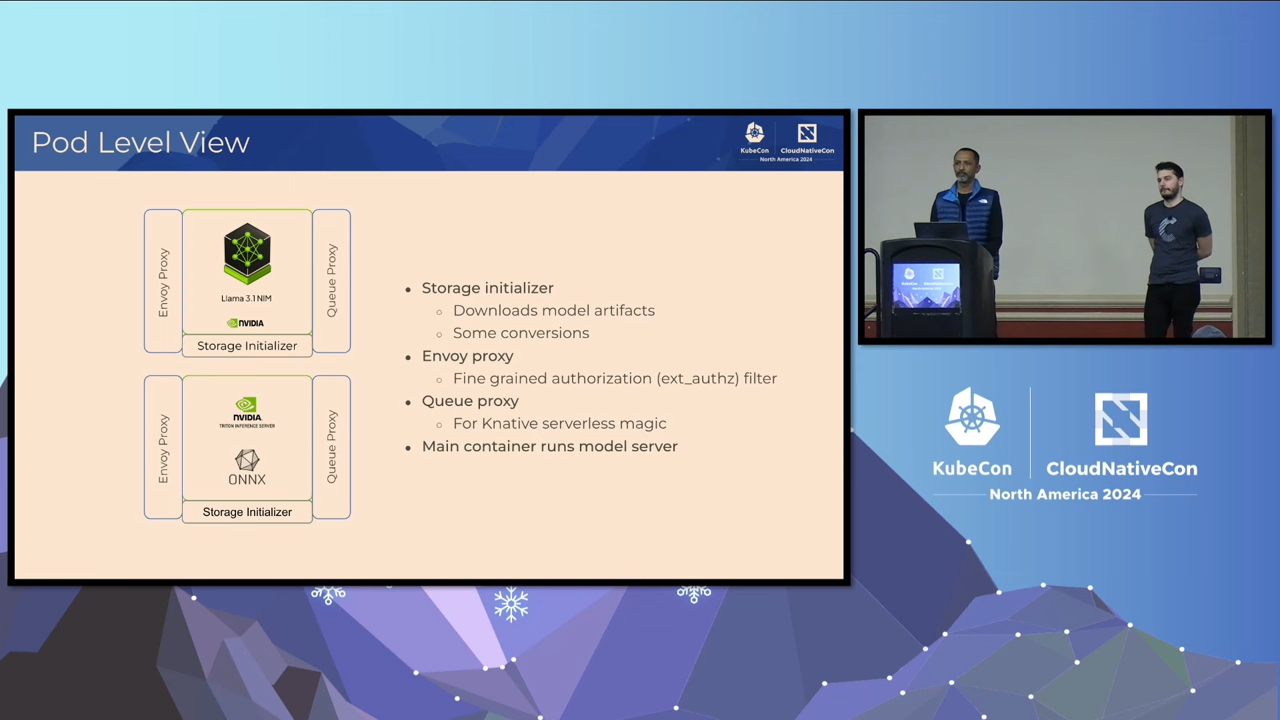 Pod Level View
KubeCon
CloudNativeCon
North America 2024
Envoy Proxy
Llama 3.1 NIM
NVIDIA
Queue Proxy
Storage Initializer
Envoy Proxy
NVIDIA
TRITON INFERENCE SERVER
ONNX
Queue Proxy
Storage Initializer
• Storage initializer
○ Downloads model artifacts
○ Some conversions
• Envoy proxy
○ Fine grained authorization (ext_authz) filter
• Queue proxy
○ For Knative serverless magic
• Main container runs model server
KubeCon
CloudNativeCon
North America 2024